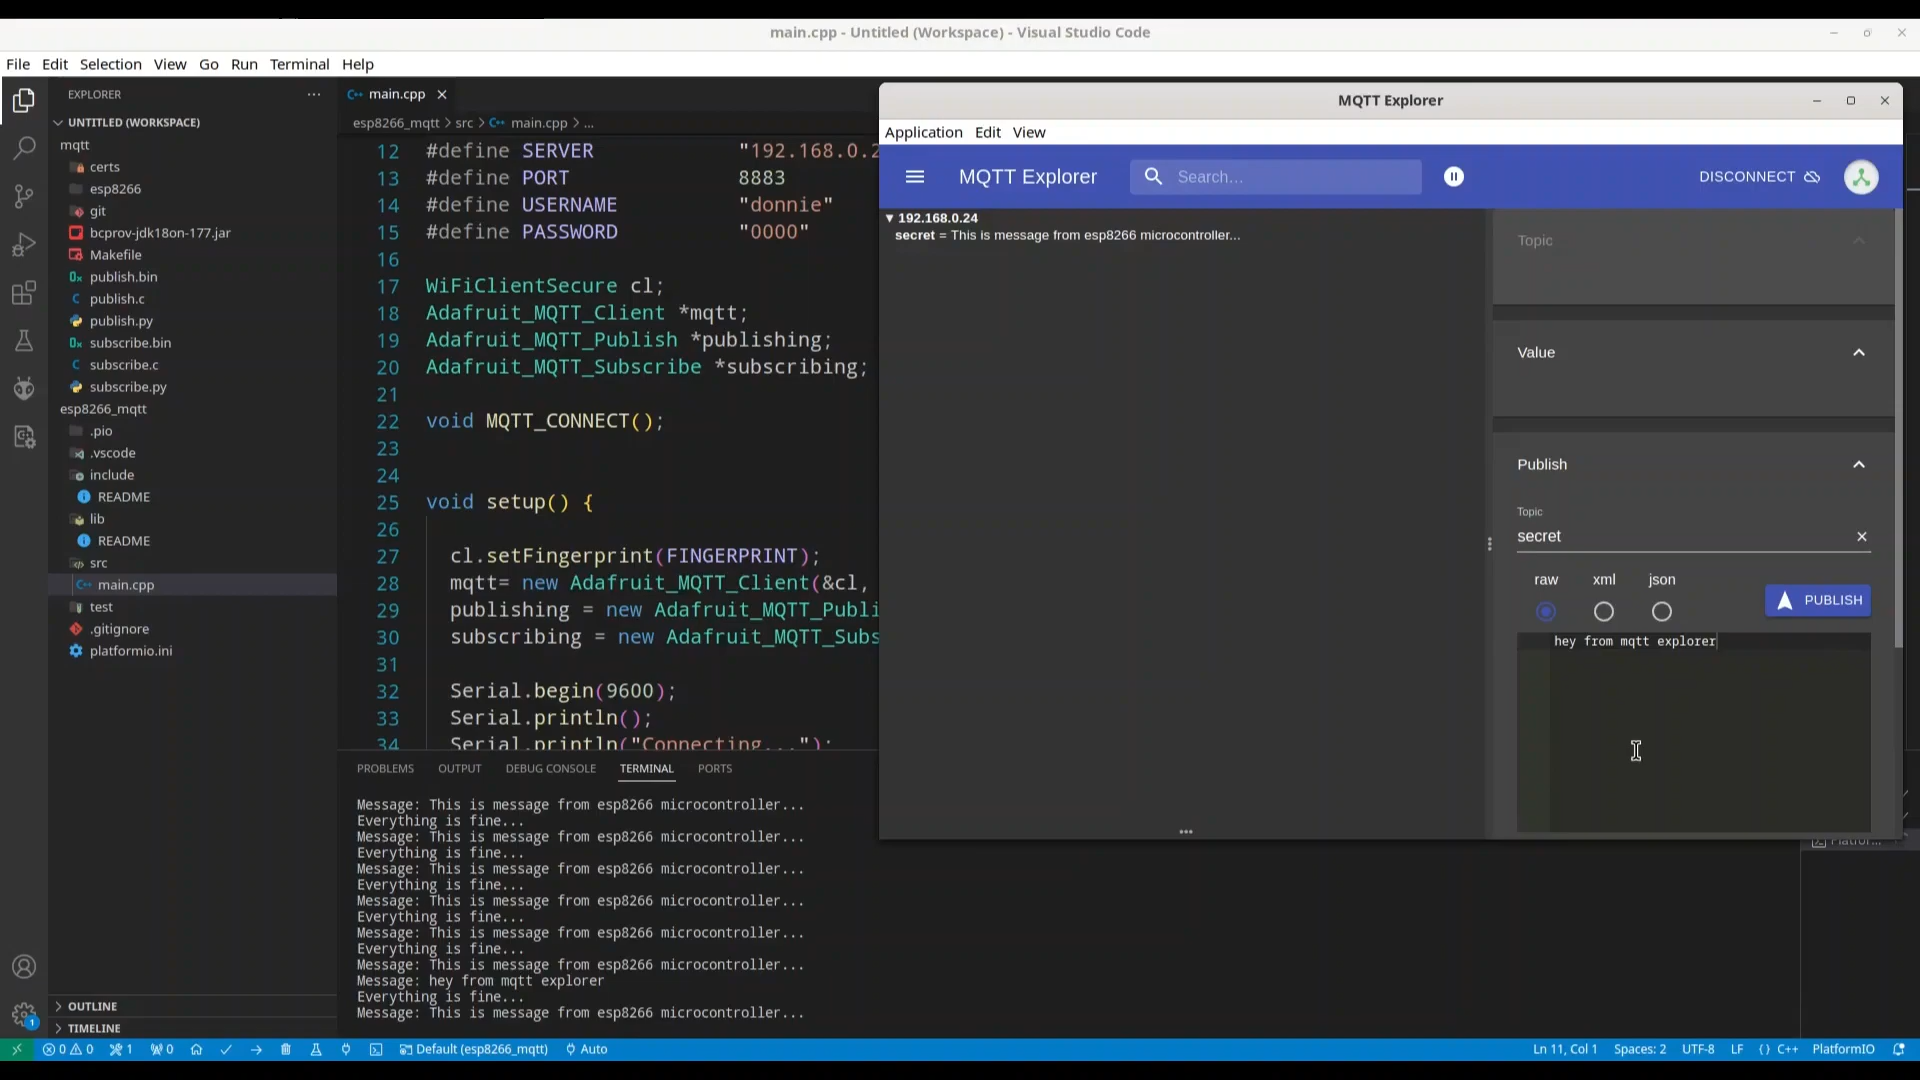 main.cpp - Untitled (Workspace) - Visual Studio Code
File Edit Selection View Go Run Terminal Help
EXPLORER
UNTITLED (WORKSPACE)
mqtt
certs
esp8266
git
bcprov-jdk18on-177.jar
Makefile
publish.bin
publish.c
publish.py
subscribe.bin
subscribe.c
subscribe.py
esp8266_mqtt
.pio
.vscode
include
README
lib
README
src
main.cpp
test
.gitignore
platformio.ini
OUTLINE
TIMELINE
main.cpp
esp8266_mqtt > src > main.cpp > ...
12 #define SERVER "192.168.0.2
13 #define PORT 8883
14 #define USERNAME "donnie"
15 #define PASSWORD "0000"
16
17 WiFiClientSecure cl;
18 Adafruit_MQTT_Client *mqtt;
19 Adafruit_MQTT_Publish *publishing;
20 Adafruit_MQTT_Subscribe *subscribing;
21
22 void MQTT_CONNECT();
23
24
25 void setup() {
26
27 cl.setFingerprint(FINGERPRINT);
28 mqtt= new Adafruit_MQTT_Client(&cl,
29 publishing = new Adafruit_MQTT_Publi
30 subscribing = new Adafruit_MQTT_Subs
31
32 Serial.begin(9600);
33 Serial.println();
34 Serial.println("Connecting...");
PROBLEMS OUTPUT DEBUG CONSOLE TERMINAL PORTS
Message: This is message from esp8266 microcontroller...
Everything is fine...
Message: This is message from esp8266 microcontroller...
Everything is fine...
Message: This is message from esp8266 microcontroller...
Everything is fine...
Message: This is message from esp8266 microcontroller...
Everything is fine...
Message: This is message from esp8266 microcontroller...
Everything is fine...
Message: This is message from esp8266 microcontroller...
Message: hey from mqtt explorer
Everything is fine...
Message: This is message from esp8266 microcontroller...
MQTT Explorer
Application Edit View
MQTT Explorer Search... DISCONNECT
192.168.0.24
secret = This is message from esp8266 microcontroller...
Topic
Value
Publish
Topic
secret
raw xml json
PUBLISH
hey from mqtt explorer
Platfor...
0 0 1 0 Default (esp8266_mqtt) Auto
1
Ln 11, Col 1 Spaces: 2 UTF-8 LF {} C++ PlatformIO